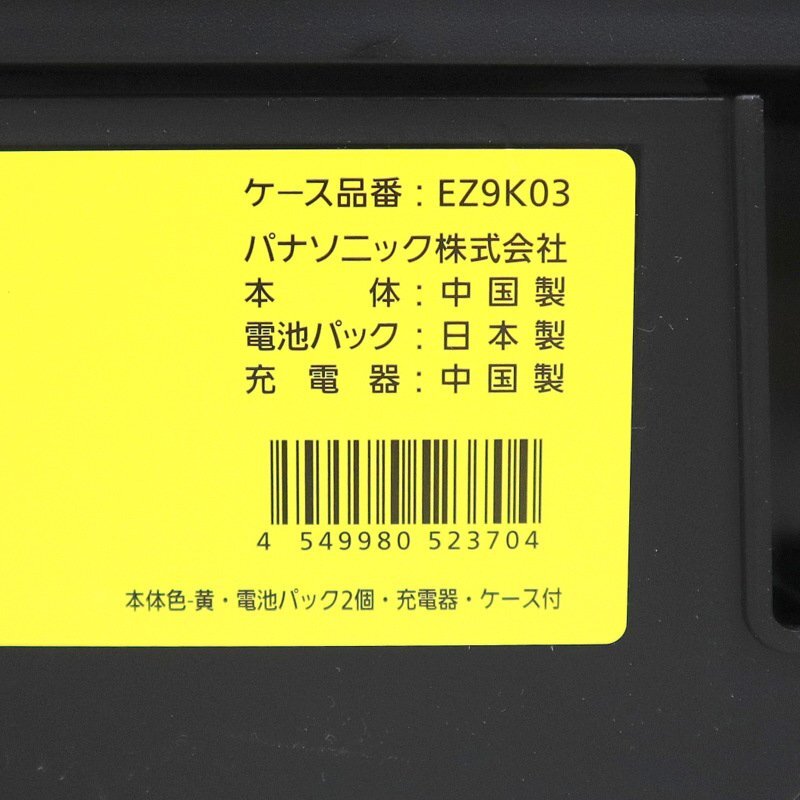 ケース品番：EZ9K03
パナソニック株式会社
本体：中国製
電池パック：日本製
充電器：中国製
4 549980 523704
本体色-黄・電池パック2個・充電器・ケース付